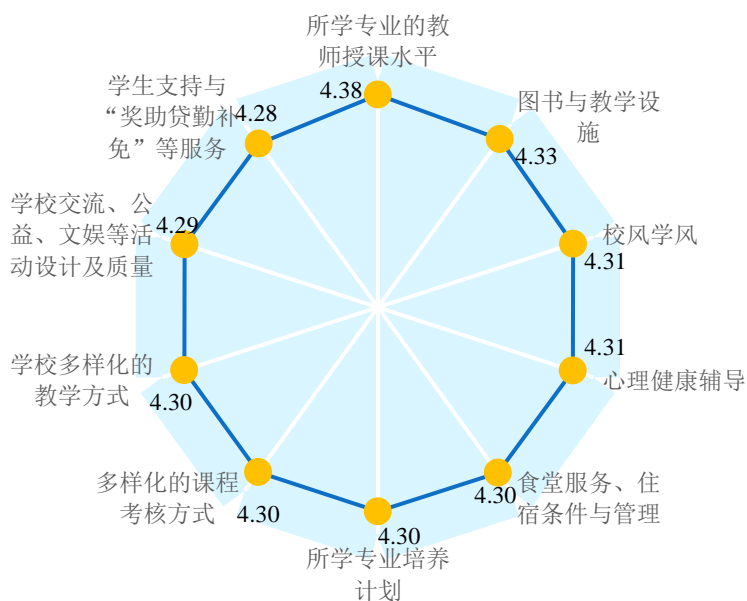 所学专业的教
师授课水平
4.38
图书与教学设
施
4.33
校风学风
4.31
4.31
心理健康辅导
食堂服务、住
宿条件与管理
4.30
4.30
所学专业培养
计划
多样化的课程
考核方式
4.30
学校多样化的
教学方式
4.30
学校交流、公
益、文娱等活
动设计及质量
4.29
学生支持与
“奖助贷勤补
免”等服务
4.28